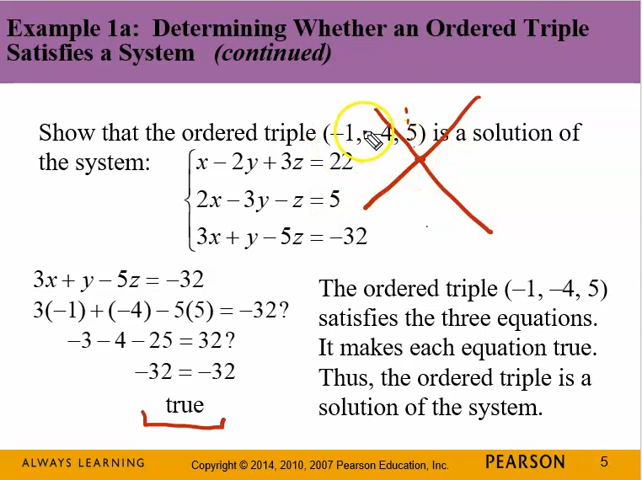 Example 1a: Determining Whether an Ordered Triple
Satisfies a System (continued)
Show that the ordered triple (–1, –4, 5) is a solution of
the system:
x − 2y + 3z = 22
2x − 3y − z = 5
3x + y − 5z = −32
3x + y − 5z = −32
3(−1) + (−4) − 5(5) = −32?
−3 − 4 − 25 = 32?
−32 = −32
true
The ordered triple (–1, –4, 5)
satisfies the three equations.
It makes each equation true.
Thus, the ordered triple is a
solution of the system.
ALWAYS LEARNING
Copyright © 2014, 2010, 2007 Pearson Education, Inc.
PEARSON
5